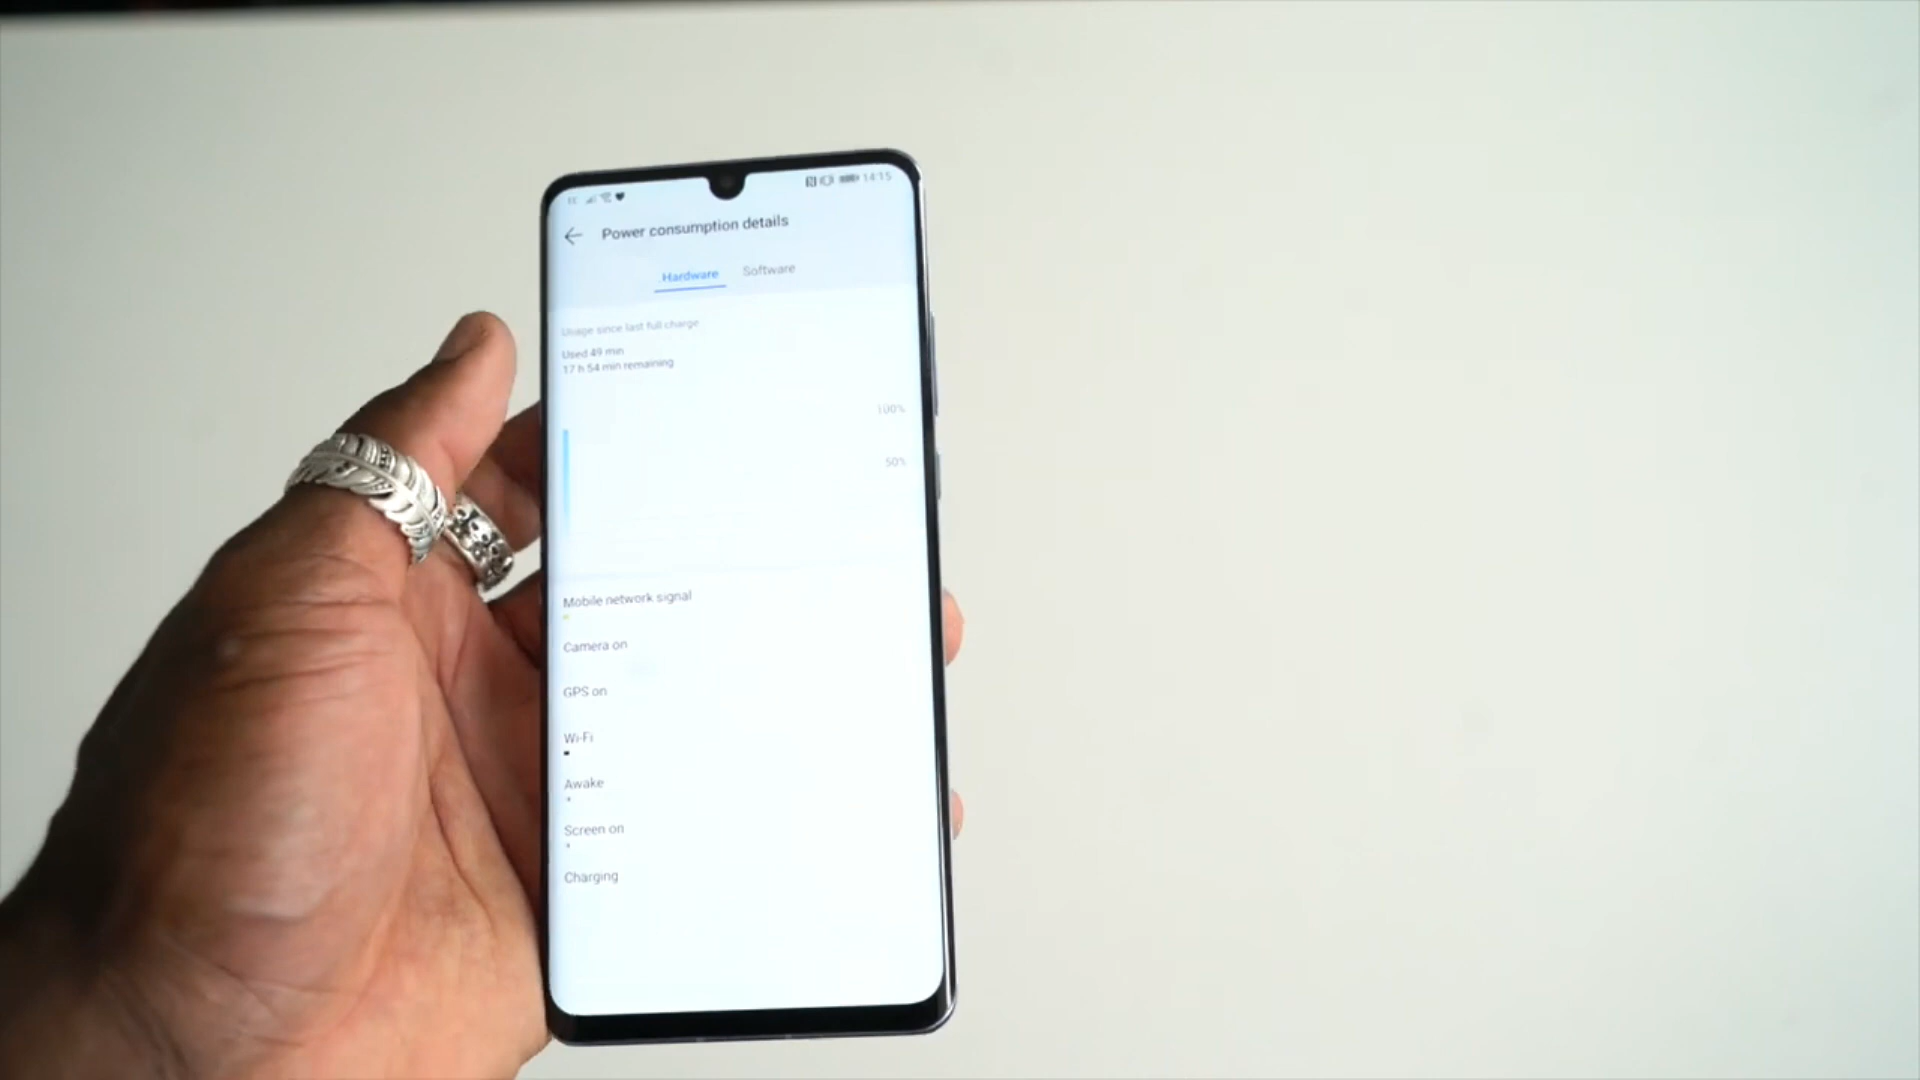 14:15
Power consumption details
Hardware
Software
Usage since last full charge
Used 49 min
17 h 54 min remaining
100%
50%
Mobile network signal
Camera on
GPS on
Wi-Fi
Awake
Screen on
Charging